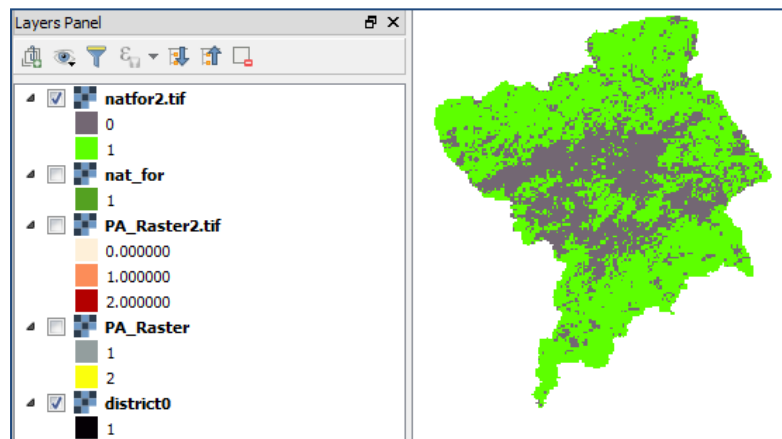 Layers Panel
natfor2.tif
0
1
nat_for
1
PA_Raster2.tif
0.000000
1.000000
2.000000
PA_Raster
1
2
district0
1